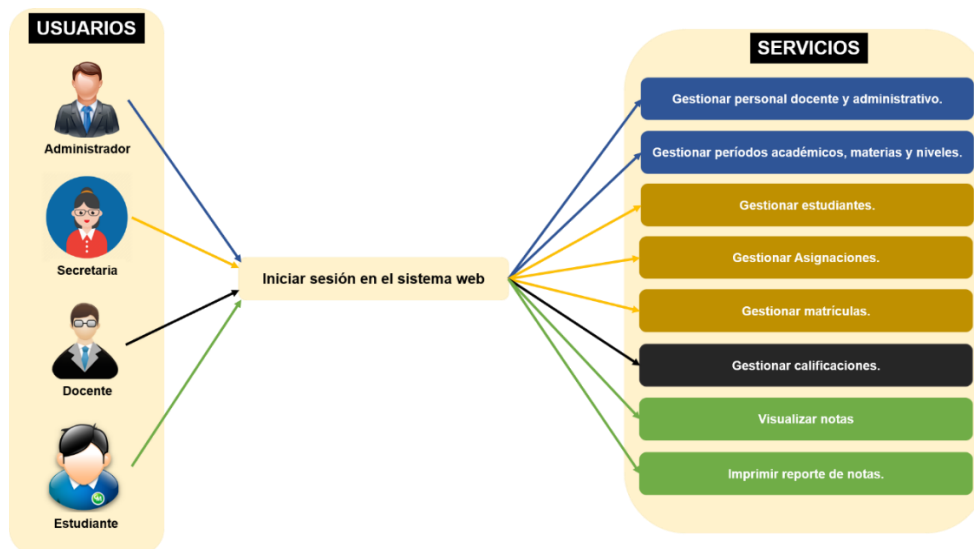 USUARIOS
Administrador
Secretaria
Docente
Estudiante
Iniciar sesión en el sistema web
SERVICIOS
Gestionar personal docente y administrativo.
Gestionar períodos académicos, materias y niveles.
Gestionar estudiantes.
Gestionar Asignaciones.
Gestionar matrículas.
Gestionar calificaciones.
Visualizar notas
Imprimir reporte de notas.